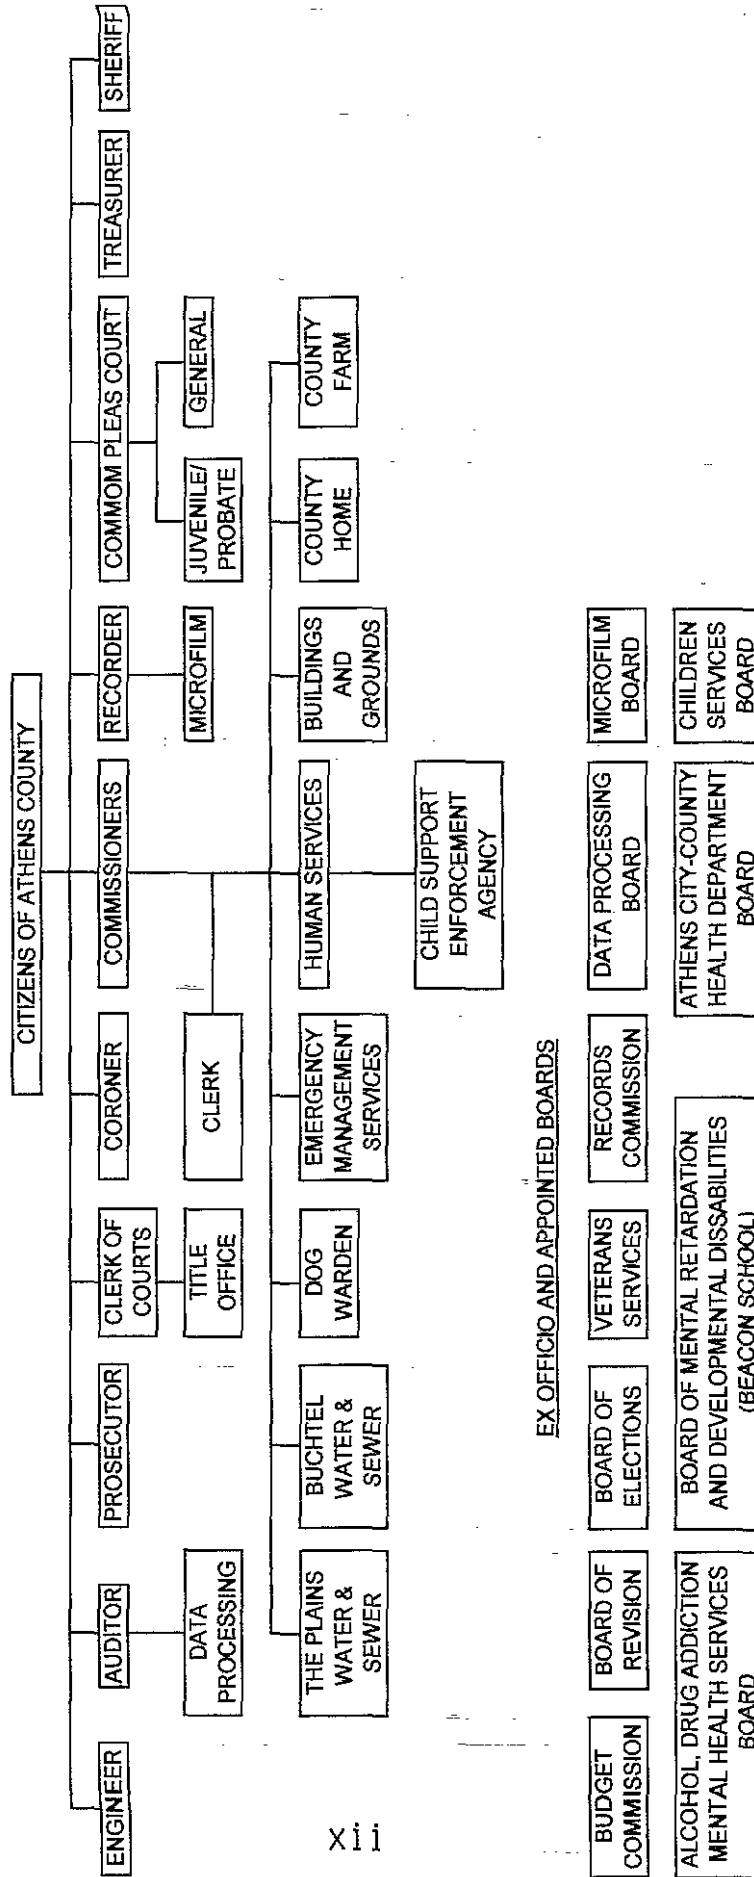 CITIZENS OF ATHENS COUNTY
ENGINEER
AUDITOR
PROSECUTOR
CLERK OF
COURTS
CORONER
COMMISSIONERS
RECORDER
COMMOM PLEAS COURT
TREASURER
SHERIFF
DATA
PROCESSING
TITLE
OFFICE
CLERK
MICROFILM
JUVENILE/
PROBATE
GENERAL
THE PLAINS
WATER &
SEWER
BUCHTEL
WATER &
SEWER
DOG
WARDEN
EMERGENCY
MANAGEMENT
SERVICES
HUMAN SERVICES
BUILDINGS
AND
GROUNDS
COUNTY
HOME
COUNTY
FARM
CHILD SUPPORT
ENFORCEMENT
AGENCY
EX OFFICIO AND APPOINTED BOARDS
BUDGET
COMMISSION
BOARD OF
REVISION
BOARD OF
ELECTIONS
VETERANS
SERVICES
RECORDS
COMMISSION
DATA PROCESSING
BOARD
MICROFILM
BOARD
ALCOHOL, DRUG ADDICTION
MENTAL HEALTH SERVICES
BOARD
BOARD OF MENTAL RETARDATION
AND DEVELOPMENTAL DISSABILITIES
(BEACON SCHOOL)
ATHENS CITY-COUNTY
HEALTH DEPARTMENT
BOARD
CHILDREN
SERVICES
BOARD
xii